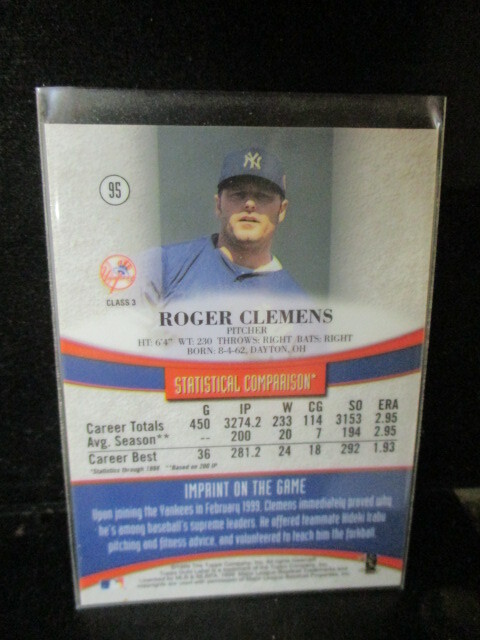 95
NY
CLASS 3
ROGER CLEMENS
PITCHER
HT: 6'4" WT: 230 THROWS: RIGHT BATS: RIGHT
BORN: 8-4-62, DAYTON, OH
STATISTICAL COMPARISON*
G IP W CG SO ERA
Career Totals 450 3274.2 233 114 3153 2.95
Avg. Season** -- 200 20 7 194 2.95
Career Best 36 281.2 24 18 292 1.93
*Statistics through 1998 **Based on 200 IP
IMPRINT ON THE GAME
Upon joining the Yankees in February 1999, Clemens immediately proved why
he's among baseball's supreme leaders. He offered teammate Hideki Irabu
pitching and fitness advice, and volunteered to teach him the forkball.